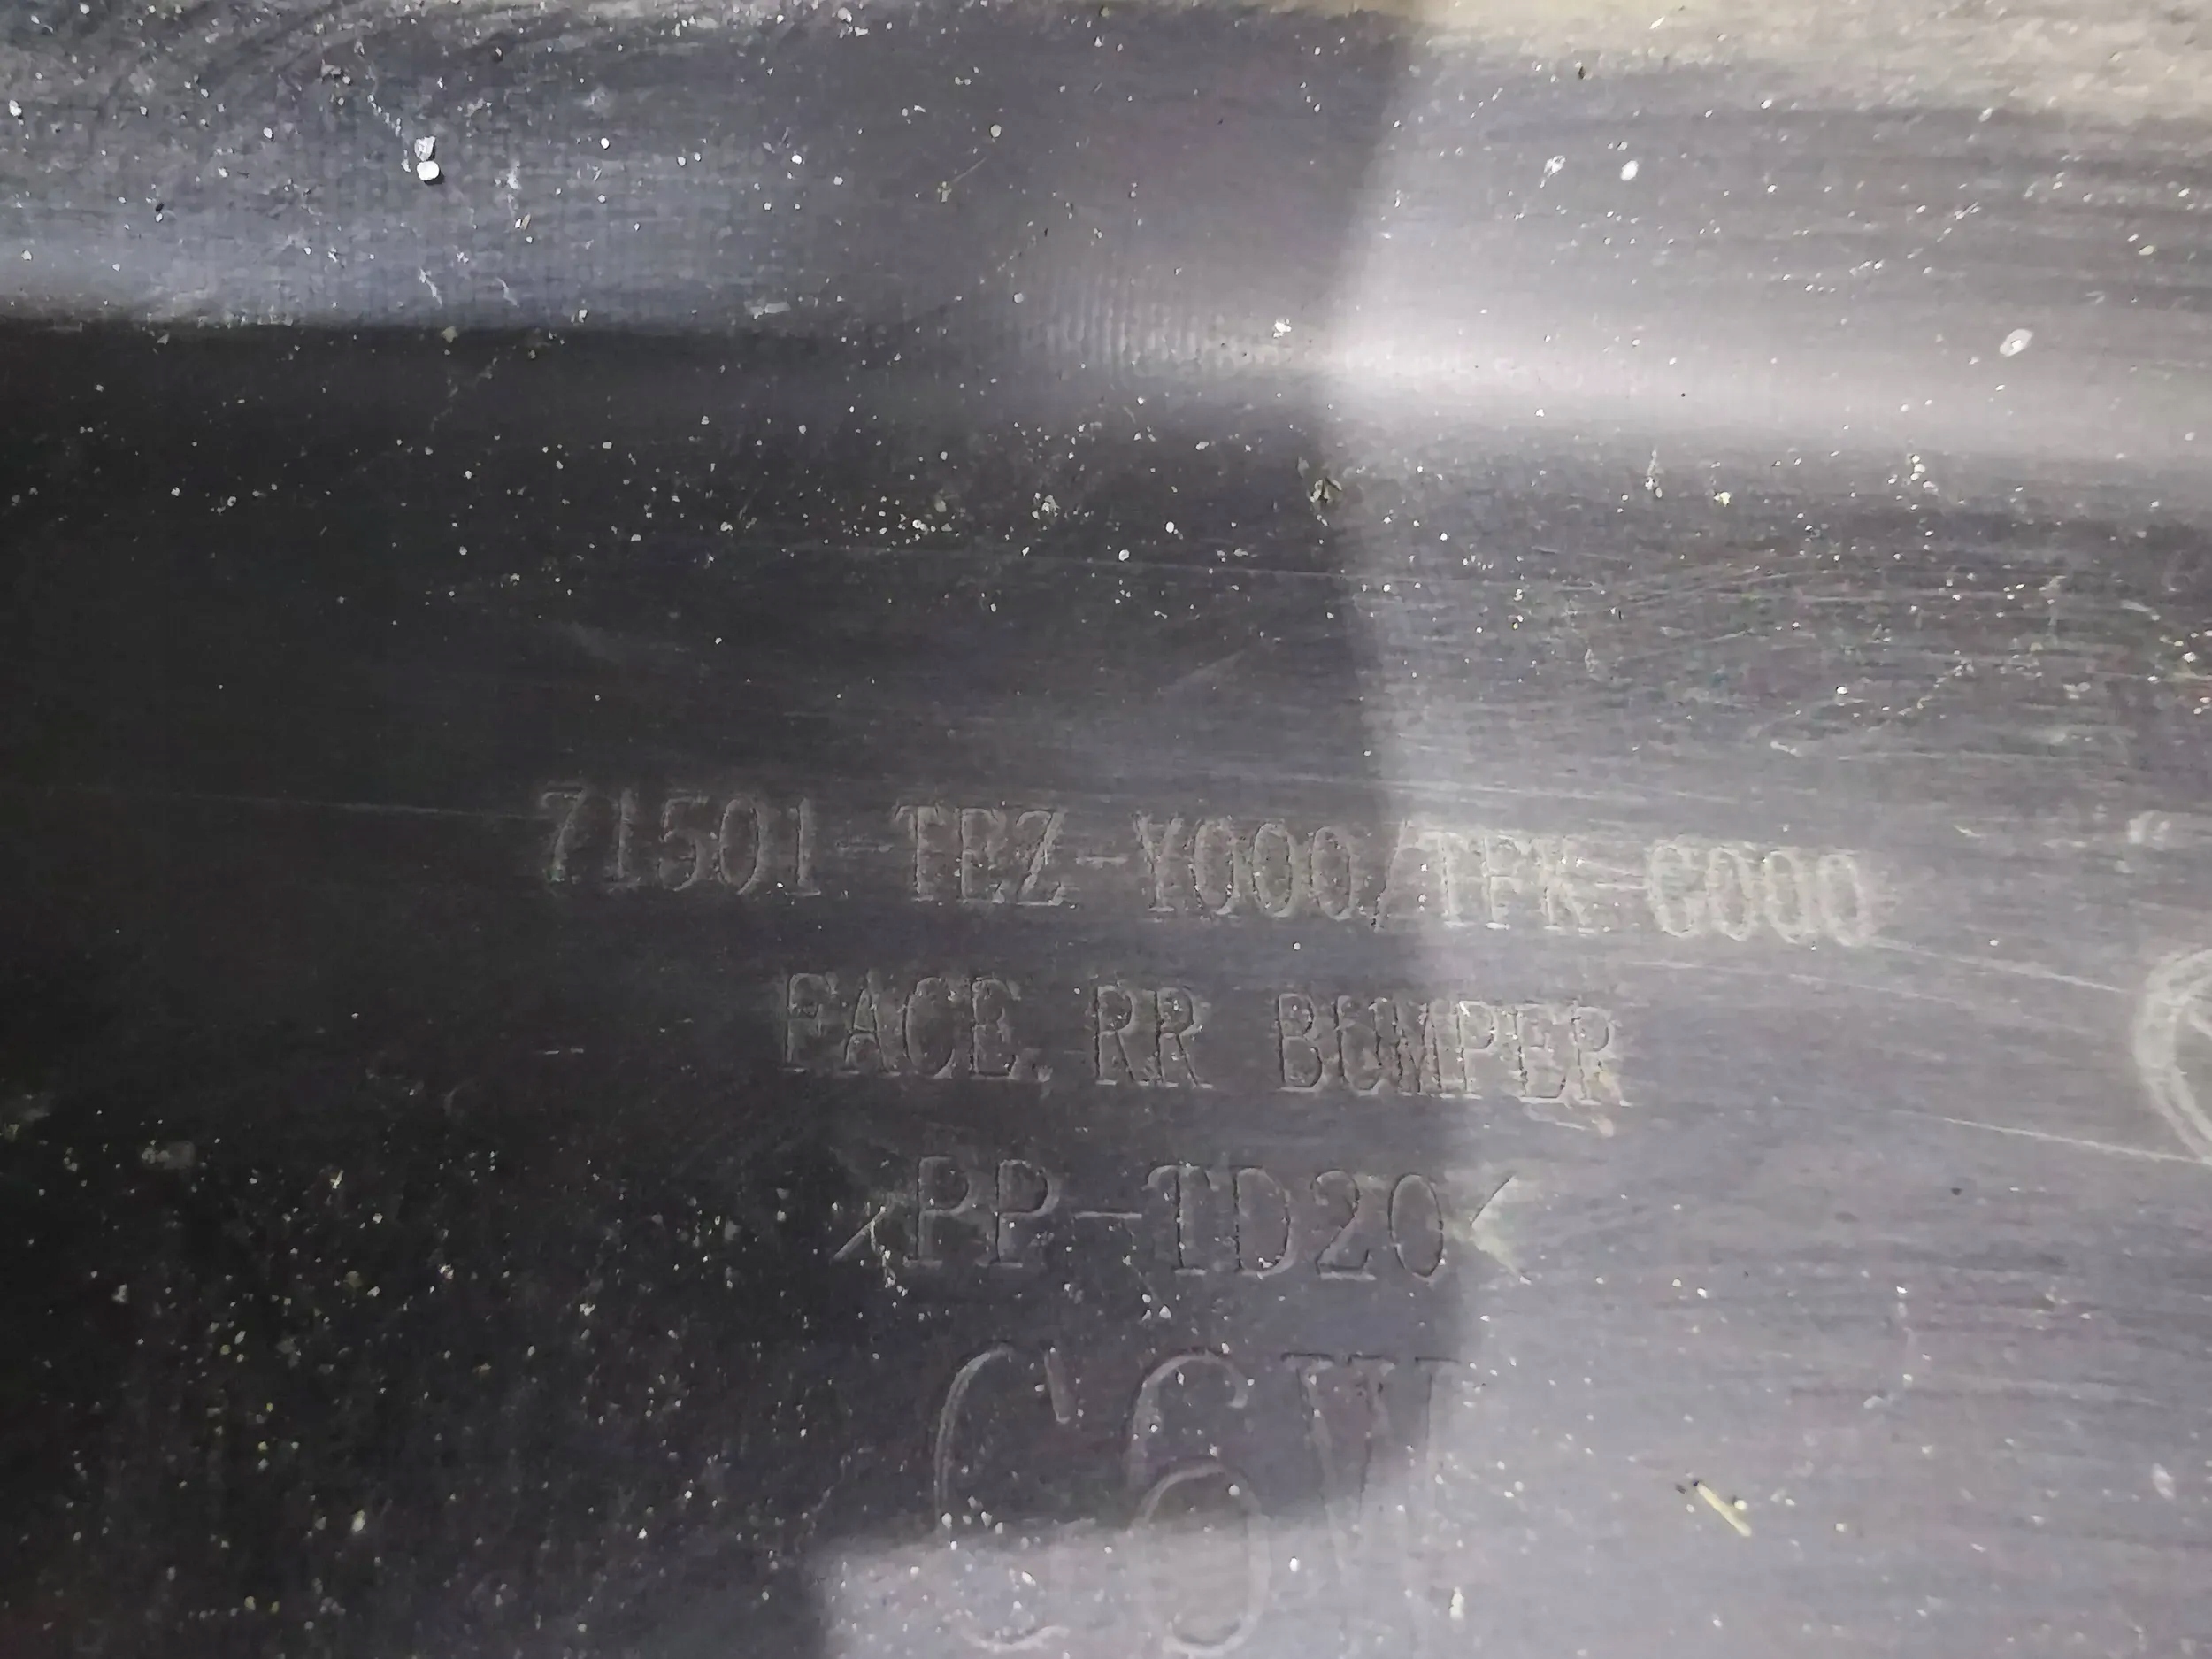 71501-TEZ-Y000/TFK-G000
FACE, RR BUMPER
>PP-TD20<
C6W